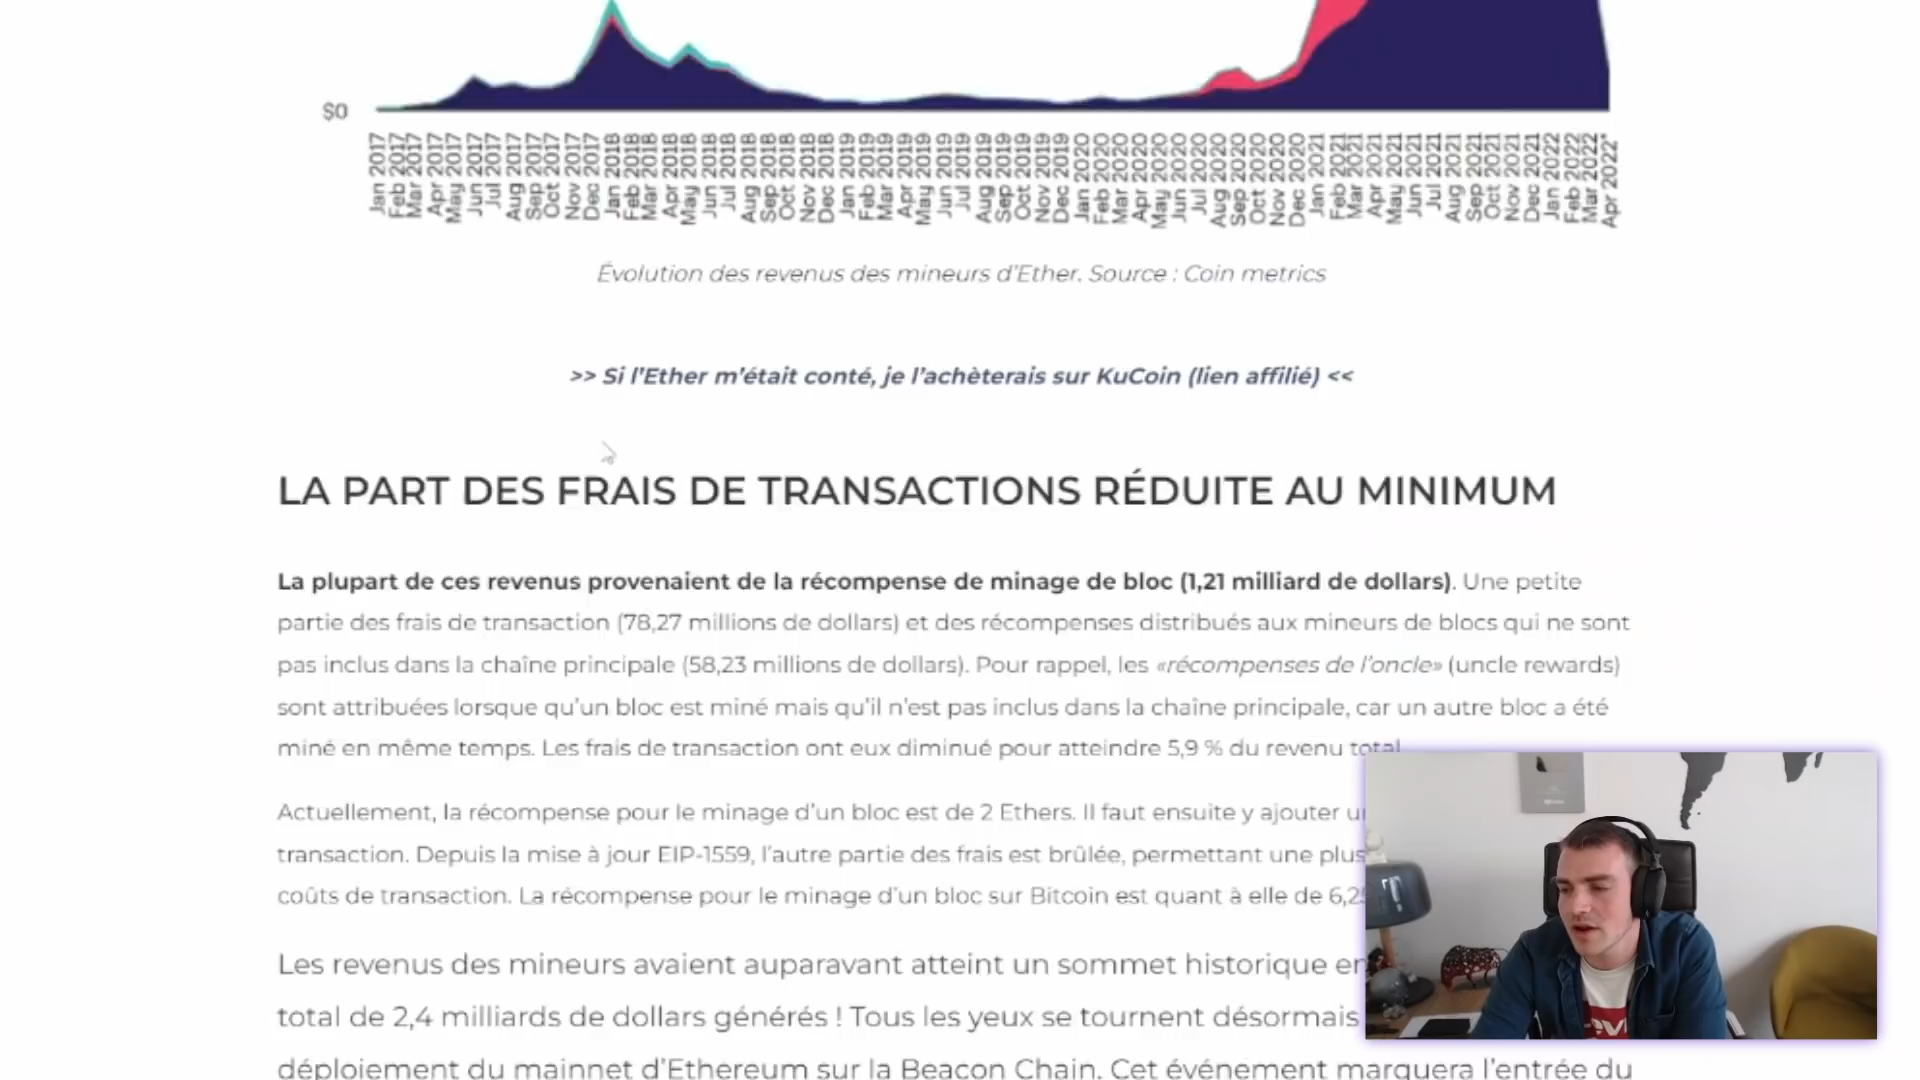 $0
Jan 2017
Feb 2017
Mar 2017
Apr 2017
May 2017
Jun 2017
Jul 2017
Aug 2017
Sep 2017
Oct 2017
Nov 2017
Dec 2017
Jan 2018
Feb 2018
Mar 2018
Apr 2018
May 2018
Jun 2018
Jul 2018
Aug 2018
Sep 2018
Oct 2018
Nov 2018
Dec 2018
Jan 2019
Feb 2019
Mar 2019
Apr 2019
May 2019
Jun 2019
Jul 2019
Aug 2019
Sep 2019
Oct 2019
Nov 2019
Dec 2019
Jan 2020
Feb 2020
Mar 2020
Apr 2020
May 2020
Jun 2020
Jul 2020
Aug 2020
Sep 2020
Oct 2020
Nov 2020
Dec 2020
Jan 2021
Feb 2021
Mar 2021
Apr 2021
May 2021
Jun 2021
Jul 2021
Aug 2021
Sep 2021
Oct 2021
Nov 2021
Dec 2021
Jan 2022
Feb 2022
Mar 2022
Apr 2022*
Évolution des revenus des mineurs d'Ether. Source : Coin metrics
>> Si l'Ether m'était conté, je l'achèterais sur KuCoin (lien affilié) <<
LA PART DES FRAIS DE TRANSACTIONS RÉDUITE AU MINIMUM
La plupart de ces revenus provenaient de la récompense de minage de bloc (1,21 milliard de dollars). Une petite
partie des frais de transaction (78,27 millions de dollars) et des récompenses distribués aux mineurs de blocs qui ne sont
pas inclus dans la chaîne principale (58,23 millions de dollars). Pour rappel, les «récompenses de l'oncle» (uncle rewards)
sont attribuées lorsque qu'un bloc est miné mais qu'il n'est pas inclus dans la chaîne principale, car un autre bloc a été
miné en même temps. Les frais de transaction ont eux diminué pour atteindre 5,9 % du revenu total
Actuellement, la récompense pour le minage d'un bloc est de 2 Ethers. Il faut ensuite y ajouter
transaction. Depuis la mise à jour EIP-1559, l'autre partie des frais est brûlée, permettant une plus
coûts de transaction. La récompense pour le minage d'un bloc sur Bitcoin est quant à elle de 6,2
Les revenus des mineurs avaient auparavant atteint un sommet historique en
total de 2,4 milliards de dollars générés ! Tous les yeux se tournent désormais
déploiement du mainnet d'Ethereum sur la Beacon Chain. Cet événement marquera l'entrée du